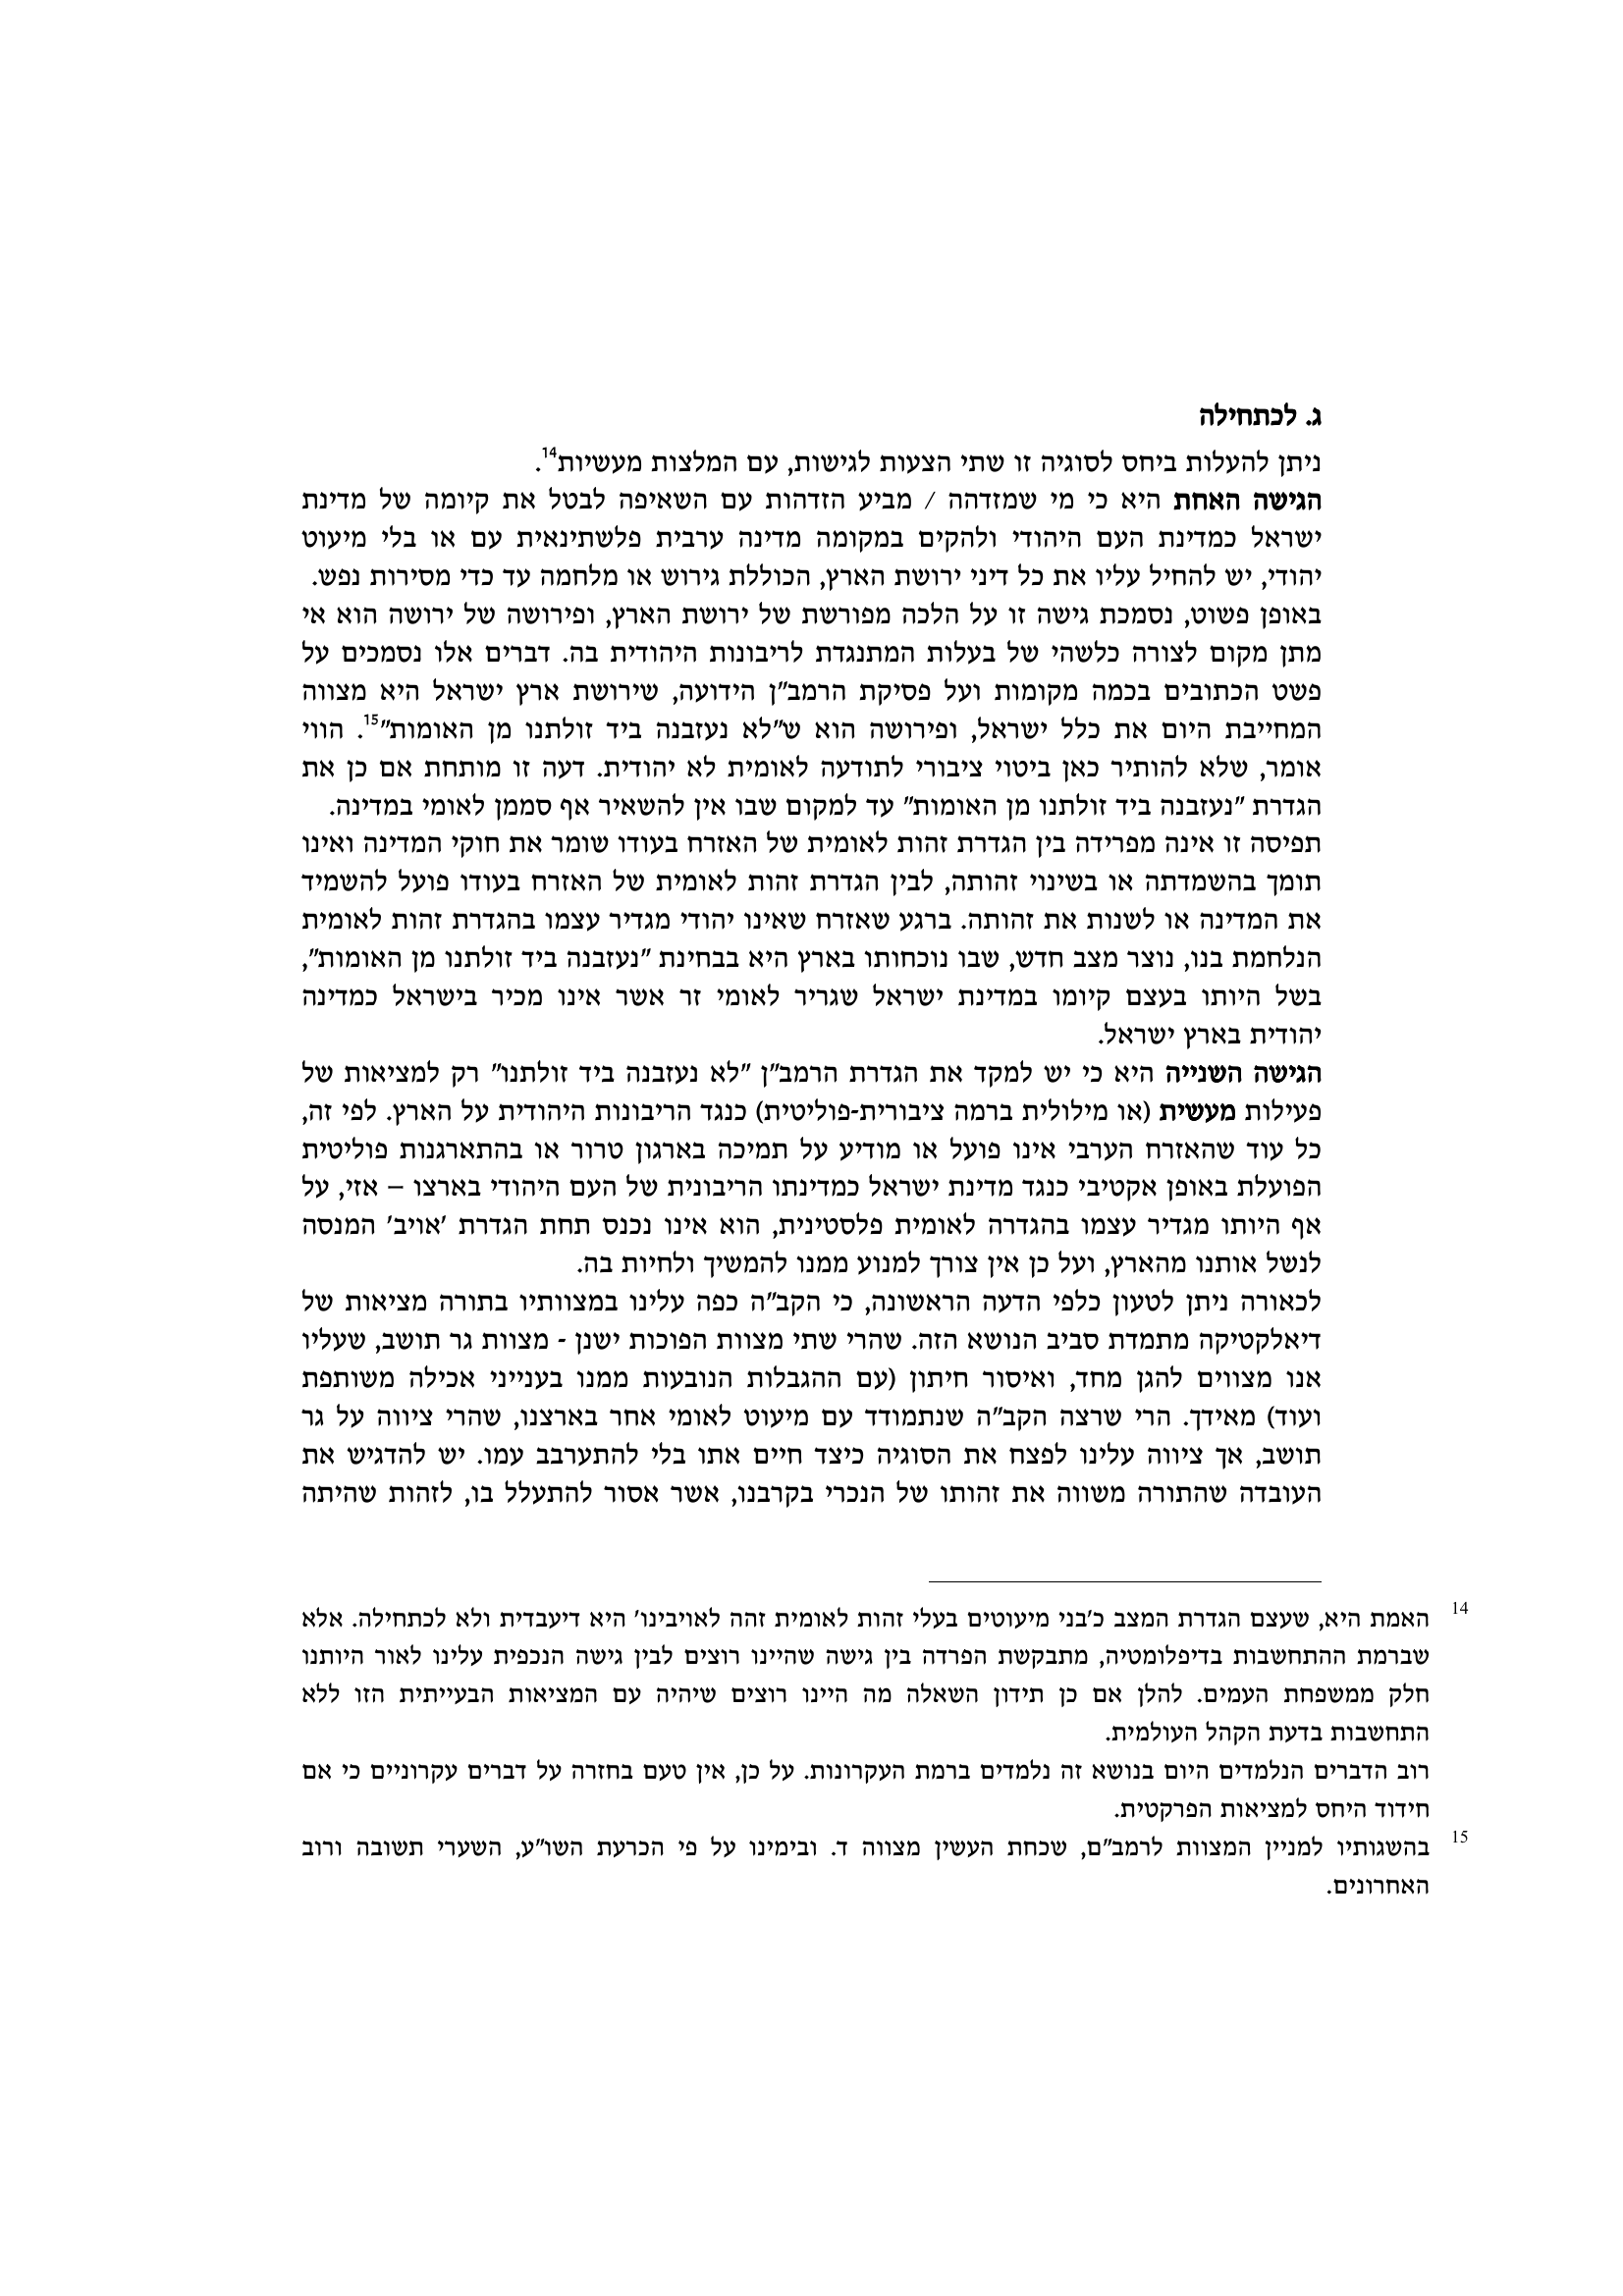 ג. לכתחילה
ניתן להעלות ביחס לסוגיה זו שתי הצעות לגישות, עם המלצות מעשיות14.
הגישה האחת היא כי מי שמזדהה / מביע הזדהות עם השאיפה לבטל את קיומה של מדינת
ישראל כמדינת העם היהודי ולהקים במקומה מדינה ערבית פלשתינאית עם או בלי מיעוט
יהודי, יש להחיל עליו את כל דיני ירושת הארץ, הכוללת גירוש או מלחמה עד כדי מסירות נפש.
באופן פשוט, נסמכת גישה זו על הלכה מפורשת של ירושת הארץ, ופירושה של ירושה הוא אי
מתן מקום לצורה כלשהי של בעלות המתנגדת לריבונות היהודית בה. דברים אלו נסמכים על
פשט הכתובים בכמה מקומות ועל פסיקת הרמב"ן הידועה, שירושת ארץ ישראל היא מצווה
המחייבת היום את כלל ישראל, ופירושה הוא ש"לא נעזבנה ביד זולתנו מן האומות"15. הווי
אומר, שלא להותיר כאן ביטוי ציבורי לתודעה לאומית לא יהודית. דעה זו מותחת אם כן את
הגדרת "נעזבנה ביד זולתנו מן האומות" עד למקום שבו אין להשאיר אף סממן לאומי במדינה.
תפיסה זו אינה מפרידה בין הגדרת זהות לאומית של האזרח בעודו שומר את חוקי המדינה ואינו
תומך בהשמדתה או בשינוי זהותה, לבין הגדרת זהות לאומית של האזרח בעודו פועל להשמיד
את המדינה או לשנות את זהותה. ברגע שאזרח שאינו יהודי מגדיר עצמו בהגדרת זהות לאומית
הנלחמת בנו, נוצר מצב חדש, שבו נוכחותו בארץ היא בבחינת "נעזבנה ביד זולתנו מן האומות",
בשל היותו בעצם קיומו במדינת ישראל שגריר לאומי זר אשר אינו מכיר בישראל כמדינה
יהודית בארץ ישראל.
הגישה השנייה היא כי יש למקד את הגדרת הרמב"ן "לא נעזבנה ביד זולתנו" רק למציאות של
פעילות מעשית (או מילולית ברמה ציבורית-פוליטית) כנגד הריבונות היהודית על הארץ. לפי זה,
כל עוד שהאזרח הערבי אינו פועל או מודיע על תמיכה בארגון טרור או בהתארגנות פוליטית
הפועלת באופן אקטיבי כנגד מדינת ישראל כמדינתו הריבונית של העם היהודי בארצו – אזי, על
אף היותו מגדיר עצמו בהגדרה לאומית פלסטינית, הוא אינו נכנס תחת הגדרת 'אויב' המנסה
לנשל אותנו מהארץ, ועל כן אין צורך למנוע ממנו להמשיך ולחיות בה.
לכאורה ניתן לטעון כלפי הדעה הראשונה, כי הקב"ה כפה עלינו במצוותיו בתורה מציאות של
דיאלקטיקה מתמדת סביב הנושא הזה. שהרי שתי מצוות הפוכות ישנן - מצוות גר תושב, שעליו
אנו מצווים להגן מחד, ואיסור חיתון (עם ההגבלות הנובעות ממנו בענייני אכילה משותפת
ועוד) מאידך. הרי שרצה הקב"ה שנתמודד עם מיעוט לאומי אחר בארצנו, שהרי ציווה על גר
תושב, אך ציווה עלינו לפצח את הסוגיה כיצד חיים אתו בלי להתערבב עמו. יש להדגיש את
העובדה שהתורה משווה את זהותו של הנכרי בקרבנו, אשר אסור להתעלל בו, לזהות שהיתה
14 האמת היא, שעצם הגדרת המצב כ'בני מיעוטים בעלי זהות לאומית זהה לאויבינו' היא דיעבדית ולא לכתחילה. אלא
שברמת ההתחשבות בדיפלומטיה, מתבקשת הפרדה בין גישה שהיינו רוצים לבין גישה הנכפית עלינו לאור היותנו
חלק ממשפחת העמים. להלן אם כן תידון השאלה מה היינו רוצים שיהיה עם המציאות הבעייתית הזו ללא
התחשבות בדעת הקהל העולמית.
רוב הדברים הנלמדים היום בנושא זה נלמדים ברמת העקרונות. על כן, אין טעם בחזרה על דברים עקרוניים כי אם
חידוד היחס למציאות הפרקטית.
15 בהשגותיו למניין המצוות לרמב"ם, שכחת העשין מצווה ד. ובימינו על פי הכרעת השו"ע, השערי תשובה ורוב
האחרונים.